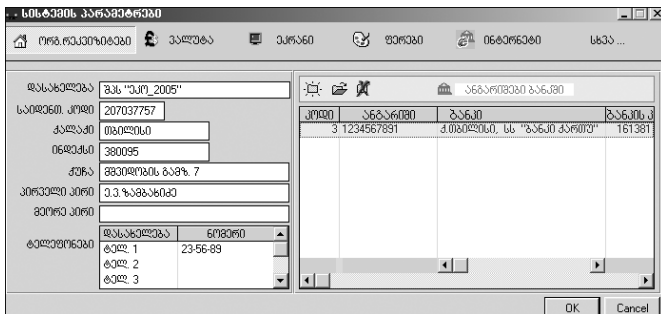 სისტემის პარამეტრები
ორგ.რეკვიზიტები ვალუტა ეკრანი ფერები ინტერნეტი სხვა ...
დასახელება შპს "ეკო_2005"
საიდენთ. კოდი 207037757
ქალაქი თბილისი
ინდექსი 380095
ქუჩა მშვიდობის გამზ. 7
პირველი პირი ე.ვ.ზამბახიძე
მეორე პირი
ტელეფონები
დასახელება ნომერი
ტელ. 1 23-56-89
ტელ. 2
ტელ. 3
ანგარიშები ბანკში
კოდი ანგარიში ბანკი ბანკის კ
3 1234567891 ქ.თბილისი, სს "ბანკი ქართუ" 161381
OK Cancel